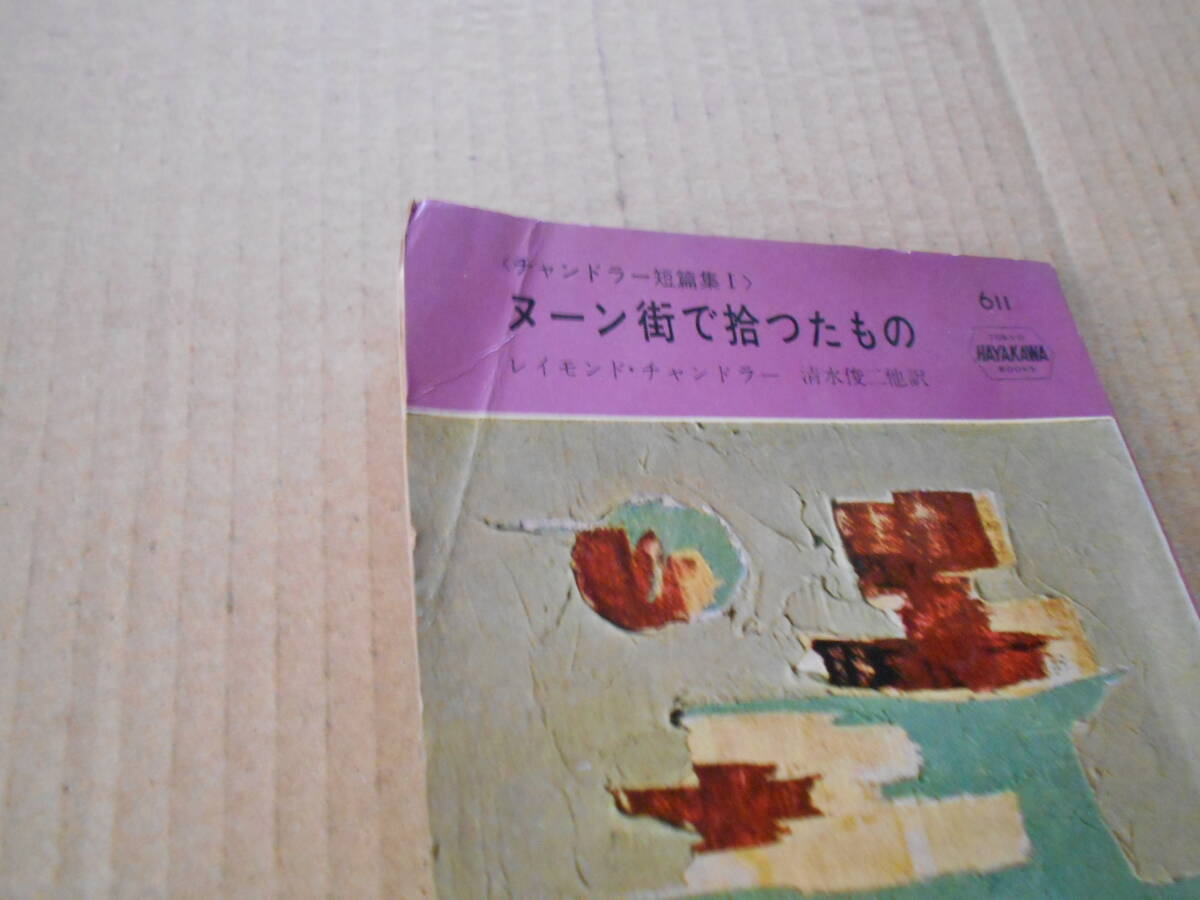 〈チャンドラー短篇集Ⅰ〉
ヌーン街で拾つたもの
レイモンド・チャンドラー 清水俊二他訳
611
HAYAKAWA
BOOKS